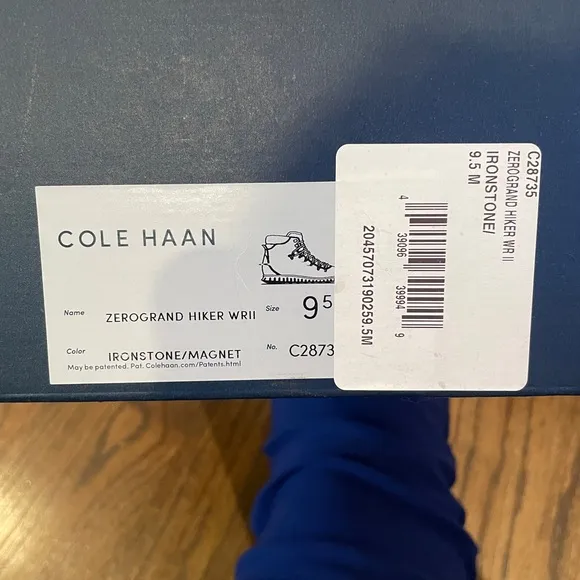 COLE HAAN
Name ZEROGRAND HIKER WRII
Size 9 5
Color IRONSTONE/MAGNET
No. C2873
May be patented. Pat. Colehaan.com/Patents.html
C28735
ZEROGRAND HIKER WR II
IRONSTONE/
9.5 M
4 39096 39994 9
20457073190259.5M